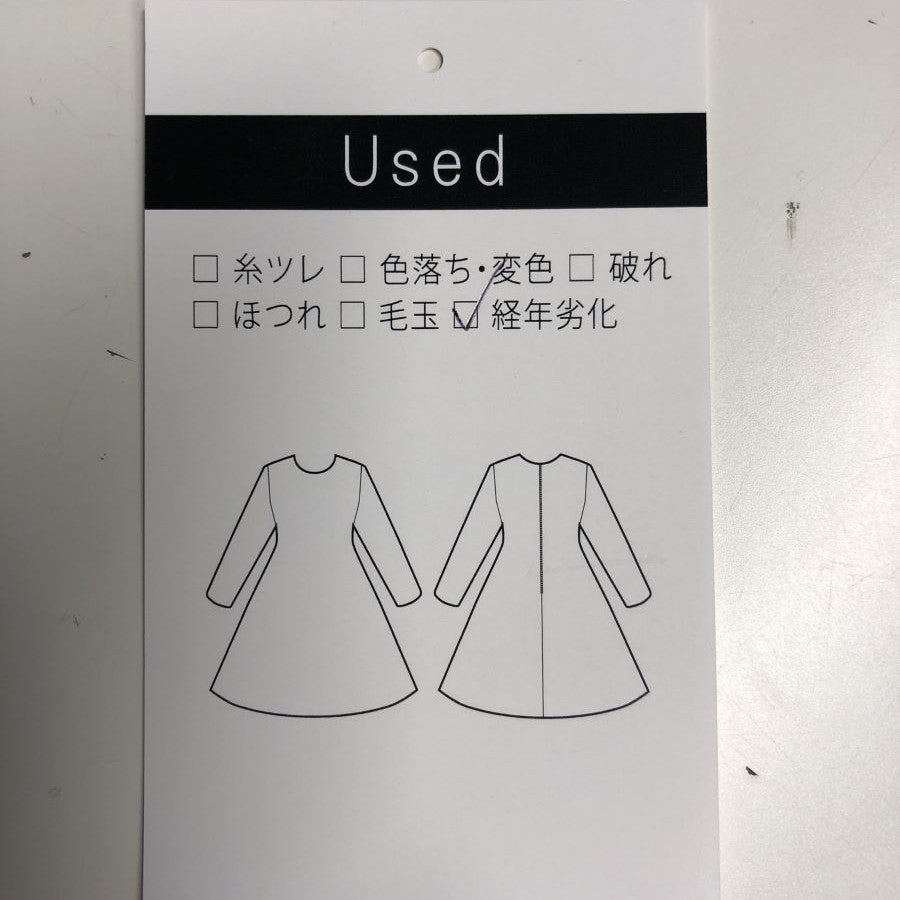 Used
□ 糸ツレ □ 色落ち・変色 □ 破れ
□ ほつれ □ 毛玉 ☑ 経年劣化